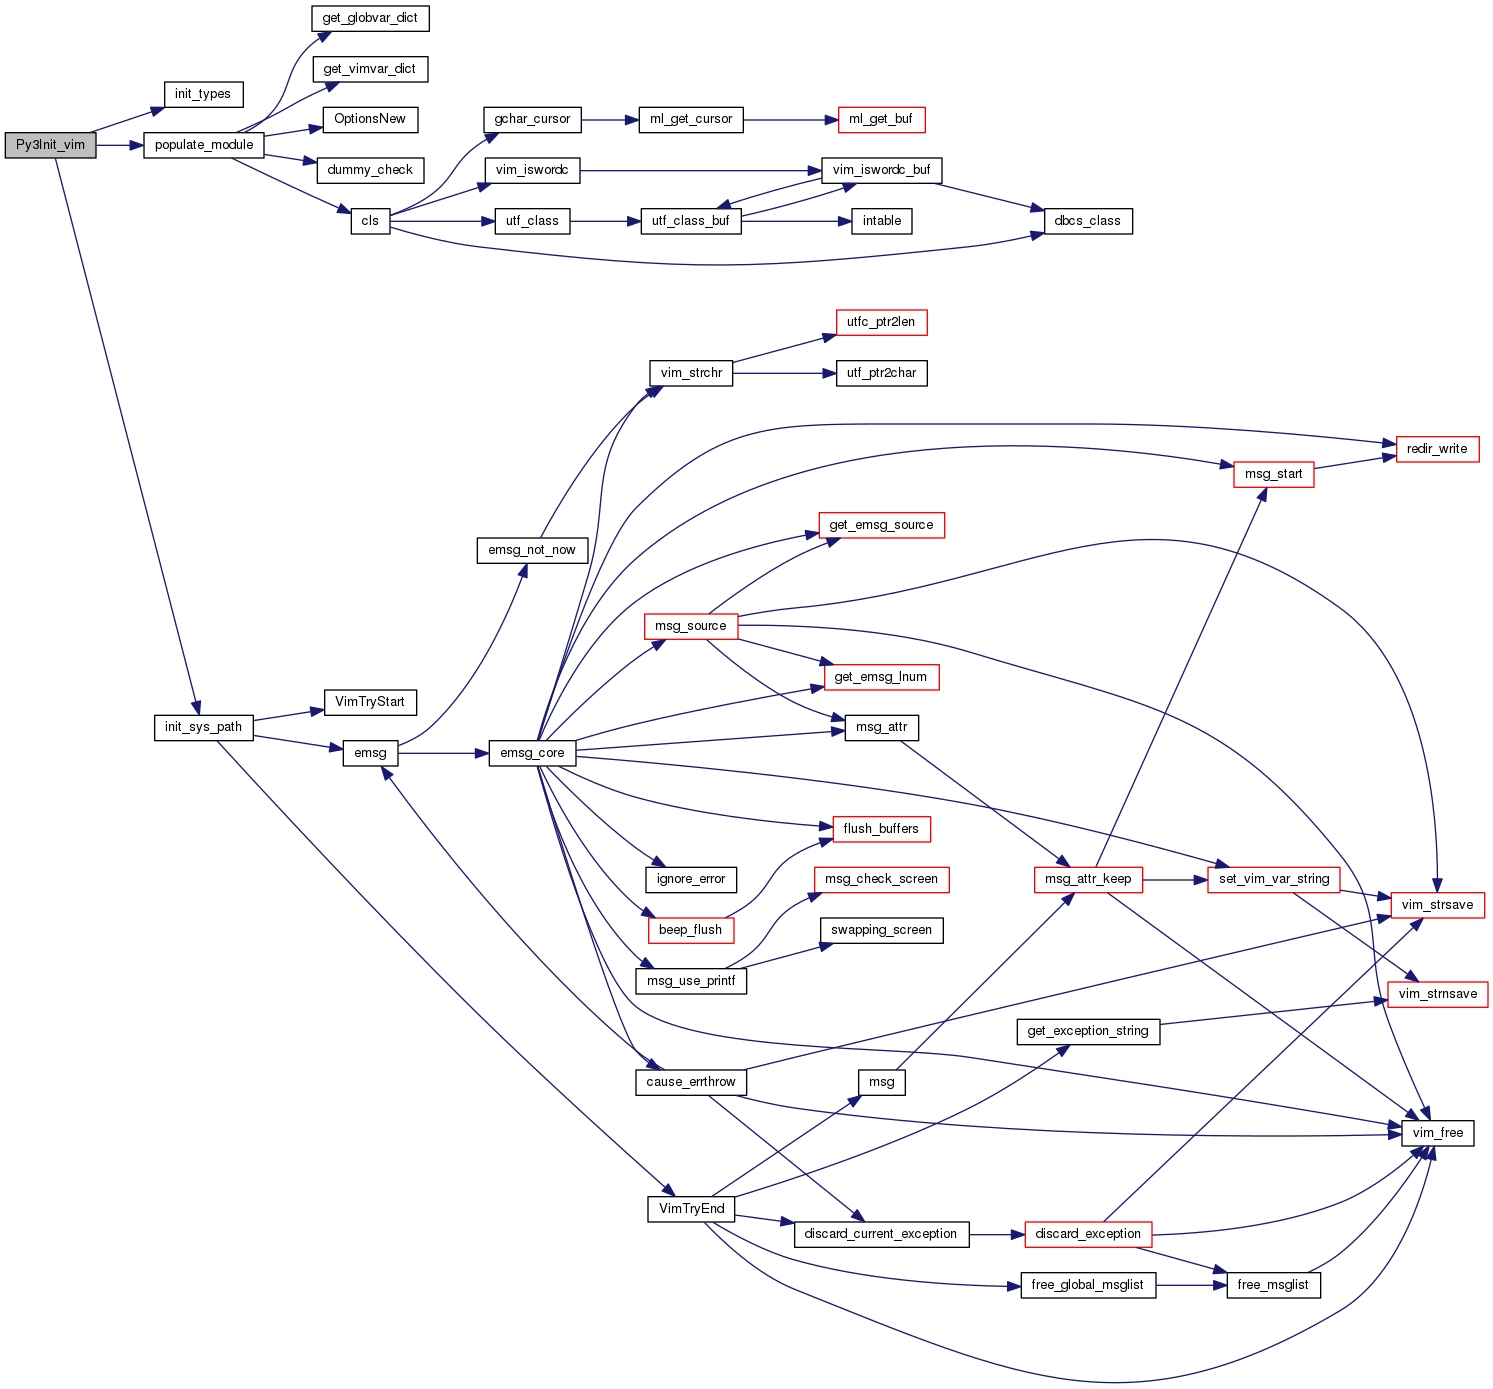 get_globvar_dict
get_vimvar_dict
init_types
OptionsNew
gchar_cursor
ml_get_cursor
ml_get_buf
Py3Init_vim
populate_module
dummy_check
vim_iswordc
vim_iswordc_buf
cls
utf_class
utf_class_buf
intable
dbcs_class
utfc_ptr2len
vim_strchr
utf_ptr2char
redir_write
msg_start
get_emsg_source
emsg_not_now
msg_source
get_emsg_lnum
VimTryStart
init_sys_path
msg_attr
emsg
emsg_core
flush_buffers
ignore_error
msg_check_screen
msg_attr_keep
set_vim_var_string
vim_strsave
beep_flush
swapping_screen
msg_use_printf
vim_strnsave
get_exception_string
cause_errthrow
msg
vim_free
VimTryEnd
discard_current_exception
discard_exception
free_global_msglist
free_msglist